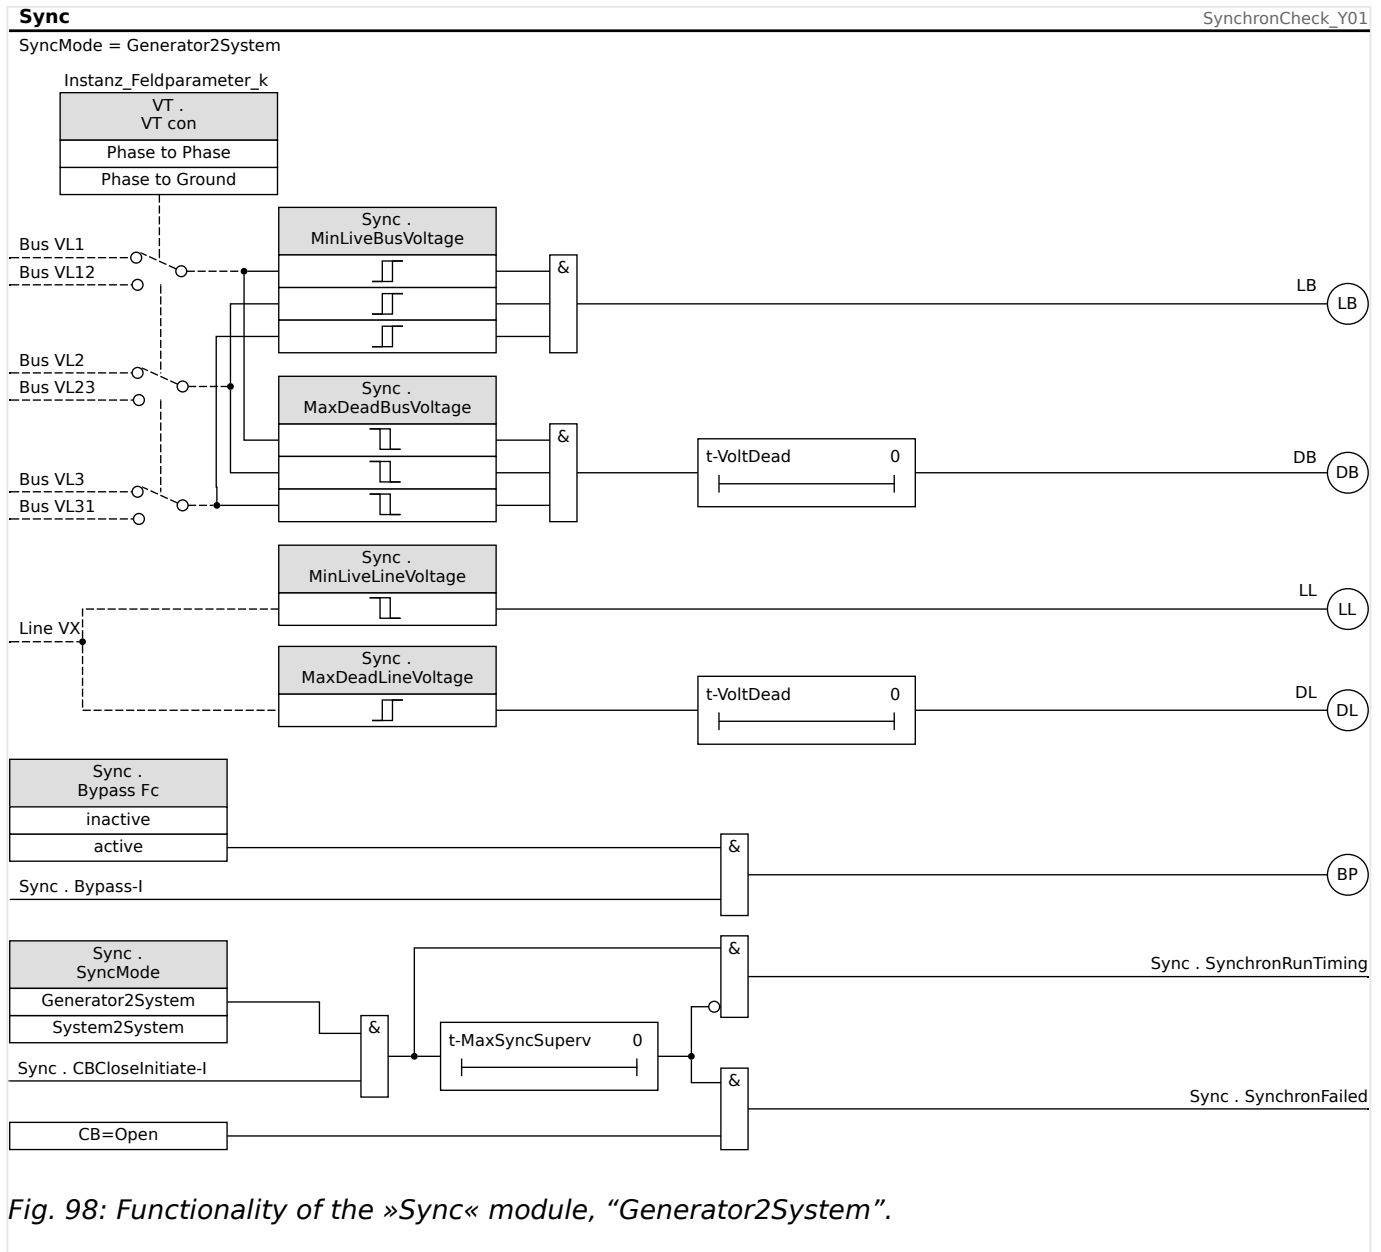 Sync
SynchronCheck_Y01
SyncMode = Generator2System
Instanz_Feldparameter_k
VT .
VT con
Phase to Phase
Phase to Ground
Sync .
MinLiveBusVoltage
Bus VL1
Bus VL12
&
LB
LB
Bus VL2
Bus VL23
Sync .
MaxDeadBusVoltage
&
t-VoltDead 0
DB
DB
Bus VL3
Bus VL31
Sync .
MinLiveLineVoltage
LL
LL
Line VX
Sync .
MaxDeadLineVoltage
t-VoltDead 0
DL
DL
Sync .
Bypass Fc
inactive
active
&
BP
Sync . Bypass-I
Sync .
SyncMode
Generator2System
System2System
&
Sync . SynchronRunTiming
&
t-MaxSyncSuperv 0
Sync . CBCloseInitiate-I
&
Sync . SynchronFailed
CB=Open
Fig. 98: Functionality of the »Sync« module, “Generator2System”.